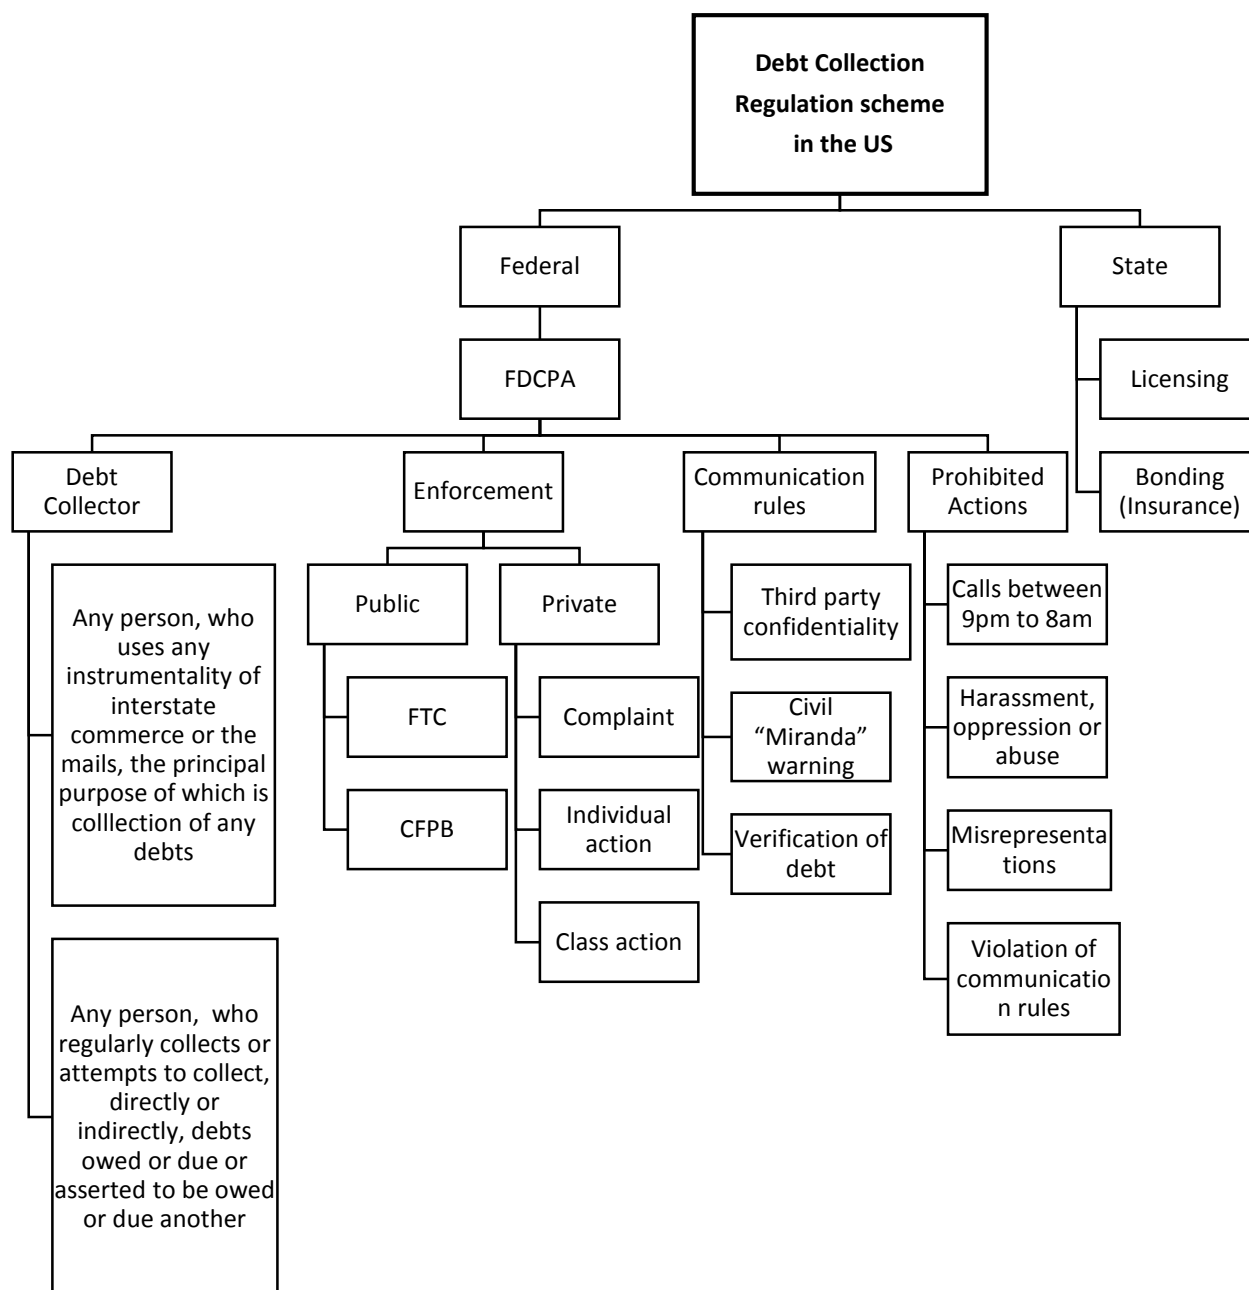 Debt Collection
Regulation scheme
in the US
Federal
State
FDCPA
Licensing
Debt
Collector
Enforcement
Communication
rules
Prohibited
Actions
Bonding
(Insurance)
Any person, who
uses any
instrumentality of
interstate
commerce or the
mails, the principal
purpose of which is
colllection of any
debts
Public
Private
Third party
confidentiality
Calls between
9pm to 8am
FTC
Complaint
Civil
“Miranda”
warning
Harassment,
oppression or
abuse
CFPB
Individual
action
Verification of
debt
Misrepresenta
tions
Class action
Violation of
communicatio
n rules
Any person,  who
regularly collects or
attempts to collect,
directly or
indirectly, debts
owed or due or
asserted to be owed
or due another